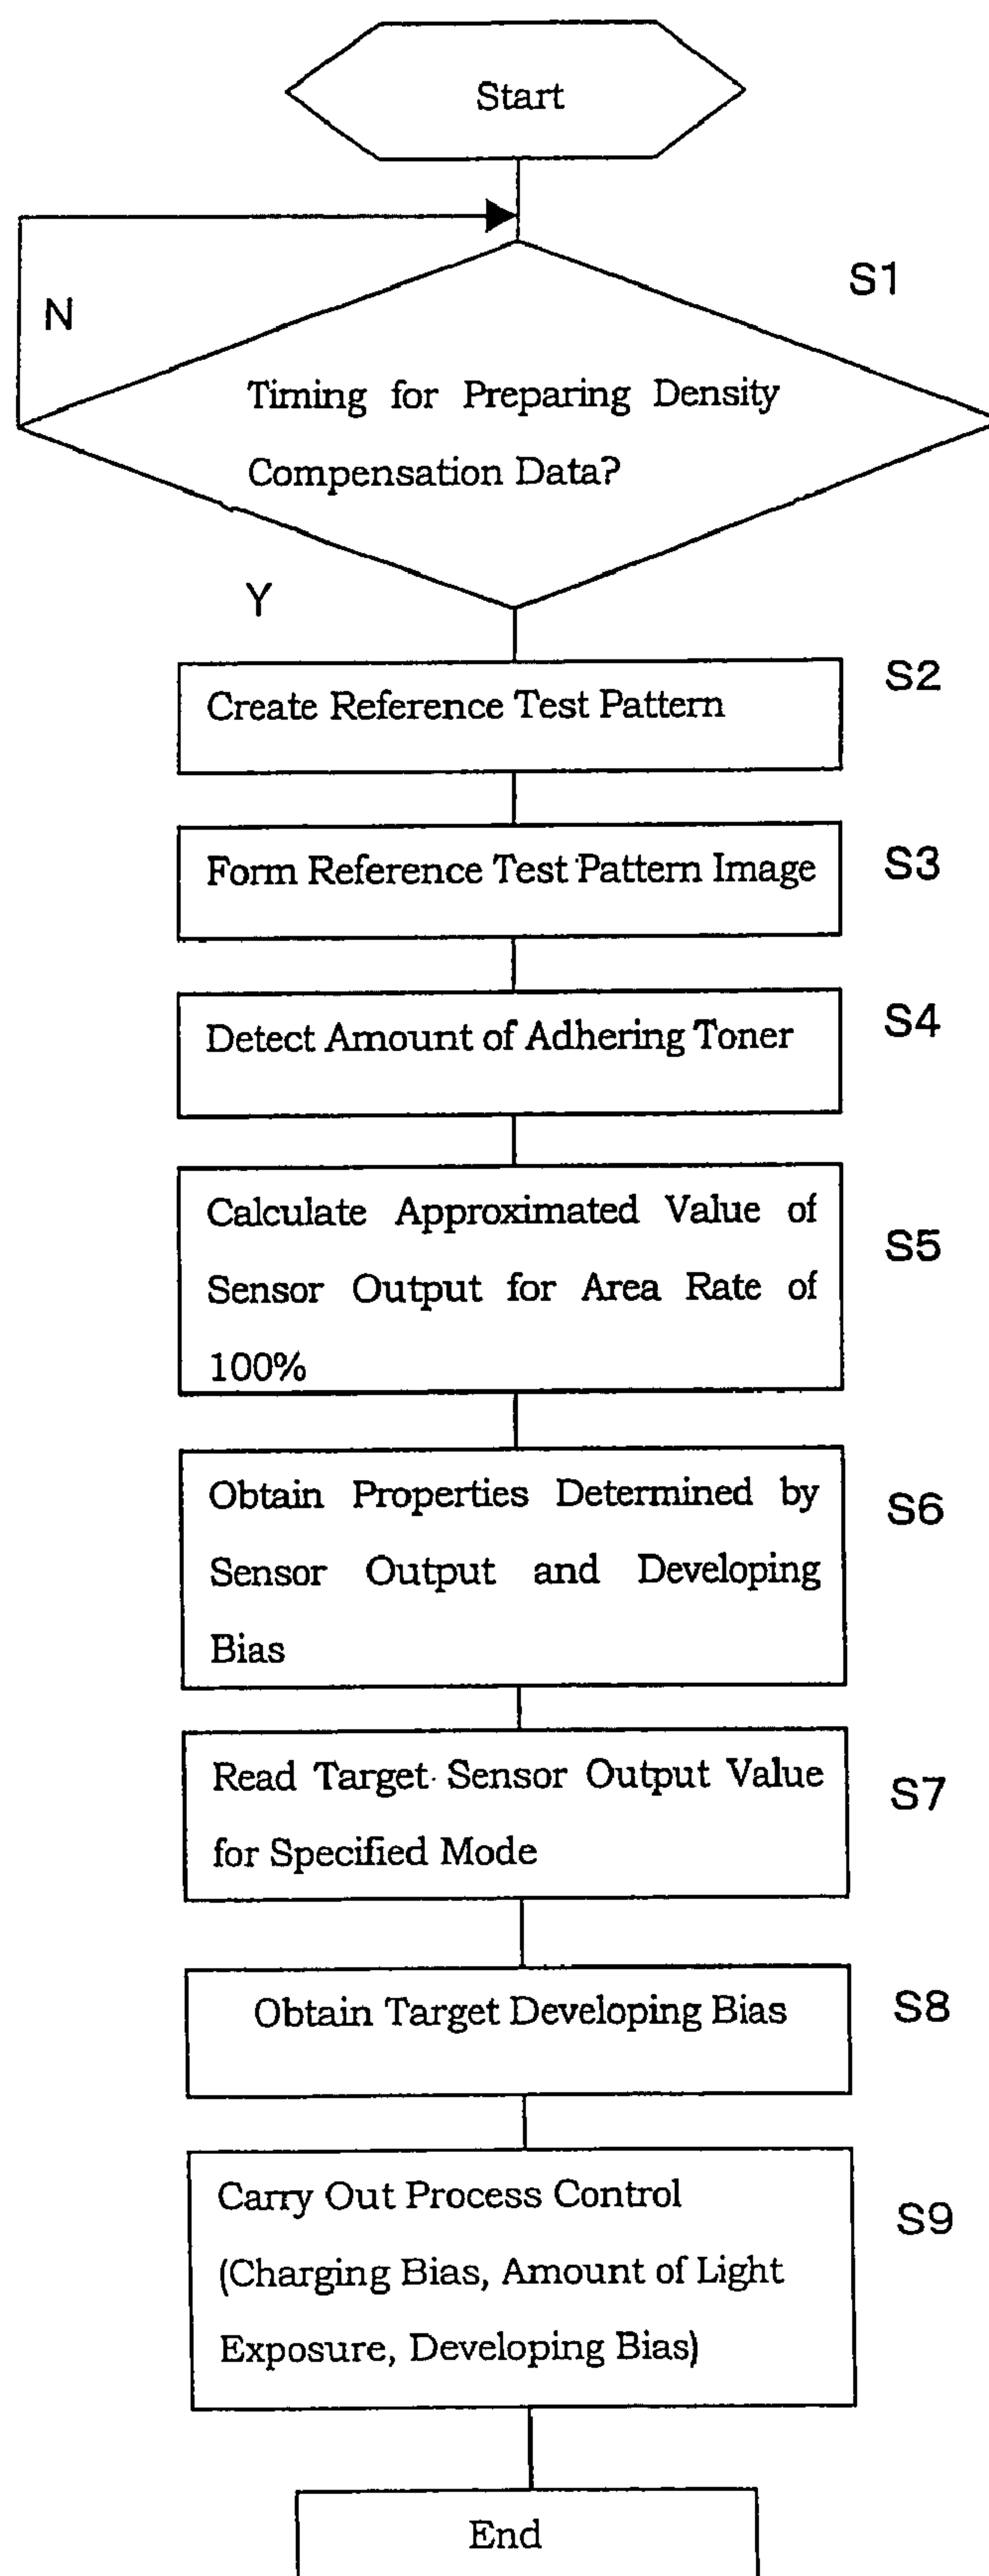 Start
S1
N
Timing for Preparing Density
Compensation Data?
Y
S2
Create Reference Test Pattern
S3
Form Reference Test Pattern Image
S4
Detect Amount of Adhering Toner
Calculate Approximated Value of
S5
Sensor Output for Area Rate of
100%
Obtain Properties Determined by
S6
Sensor Output and Developing
Bias
Read Target Sensor Output Value
S7
for Specified Mode
S8
Obtain Target Developing Bias
Carry Out Process Control
S9
(Charging Bias, Amount of Light
Exposure, Developing Bias)
End